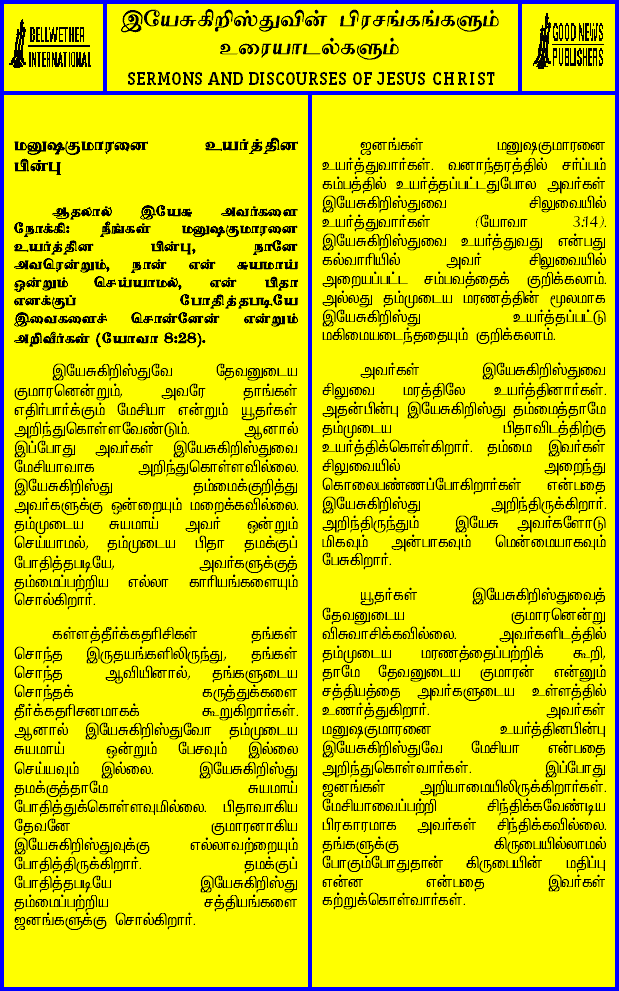 BELLWETHER
INTERNATIONAL
இயேசுகிறிஸ்துவின் பிரசங்கங்களும்
உரையாடல்களும்
SERMONS AND DISCOURSES OF JESUS CHRIST
GOOD NEWS
PUBLISHERS
மனுஷகுமாரனை உயர்த்தின
பின்பு
ஆதலால் இயேசு அவர்களை
நோக்கி: நீங்கள் மனுஷகுமாரனை
உயர்த்தின பின்பு, நானே
அவரென்றும், நான் என் சுயமாய்
ஒன்றும் செய்யாமல், என் பிதா
எனக்குப் போதித்தபடியே
இவைகளைச் சொன்னேன் என்றும்
அறிவீர்கள் (யோவா 8:28).
இயேசுகிறிஸ்துவே தேவனுடைய
குமாரனென்றும், அவரே தாங்கள்
எதிர்பார்க்கும் மேசியா என்றும் யூதர்கள்
அறிந்துகொள்ளவேண்டும். ஆனால்
இப்போது அவர்கள் இயேசுகிறிஸ்துவை
மேசியாவாக அறிந்துகொள்ளவில்லை.
இயேசுகிறிஸ்து தம்மைக்குறித்து
அவர்களுக்கு ஒன்றையும் மறைக்கவில்லை.
தம்முடைய சுயமாய் அவர் ஒன்றும்
செய்யாமல், தம்முடைய பிதா தமக்குப்
போதித்தபடியே, அவர்களுக்குத்
தம்மைப்பற்றிய எல்லா காரியங்களையும்
சொல்கிறார்.
கள்ளத்தீர்க்கதரிசிகள் தங்கள்
சொந்த இருதயங்களிலிருந்து, தங்கள்
சொந்த ஆவியினால், தங்களுடைய
சொந்தக் கருத்துக்களை
தீர்க்கதரிசனமாகக் கூறுகிறார்கள்.
ஆனால் இயேசுகிறிஸ்துவோ தம்முடைய
சுயமாய் ஒன்றும் பேசவும் இல்லை
செய்யவும் இல்லை. இயேசுகிறிஸ்து
தமக்குத்தாமே சுயமாய்
போதித்துக்கொள்ளவுமில்லை. பிதாவாகிய
தேவனே குமாரனாகிய
இயேசுகிறிஸ்துவுக்கு எல்லாவற்றையும்
போதித்திருக்கிறார். தமக்குப்
போதித்தபடியே இயேசுகிறிஸ்து
தம்மைப்பற்றிய சத்தியங்களை
ஜனங்களுக்கு சொல்கிறார்.
ஜனங்கள் மனுஷகுமாரனை
உயர்த்துவார்கள். வனாந்தரத்தில் சர்ப்பம்
கம்பத்தில் உயர்த்தப்பட்டதுபோல அவர்கள்
இயேசுகிறிஸ்துவை சிலுவையில்
உயர்த்துவார்கள் (யோவா 3:14).
இயேசுகிறிஸ்துவை உயர்த்துவது என்பது
கல்வாரியில் அவர் சிலுவையில்
அறையப்பட்ட சம்பவத்தைக் குறிக்கலாம்.
அல்லது தம்முடைய மரணத்தின் மூலமாக
இயேசுகிறிஸ்து உயர்த்தப்பட்டு
மகிமையடைந்ததையும் குறிக்கலாம்.
அவர்கள் இயேசுகிறிஸ்துவை
சிலுவை மரத்திலே உயர்த்தினார்கள்.
அதன்பின்பு இயேசுகிறிஸ்து தம்மைத்தாமே
தம்முடைய பிதாவிடத்திற்கு
உயர்த்திக்கொள்கிறார். தம்மை இவர்கள்
சிலுவையில் அறைந்து
கொலைபண்ணப்போகிறார்கள் என்பதை
இயேசுகிறிஸ்து அறிந்திருக்கிறார்.
அறிந்திருந்தும் இயேசு அவர்களோடு
மிகவும் அன்பாகவும் மென்மையாகவும்
பேசுகிறார்.
யூதர்கள் இயேசுகிறிஸ்துவைத்
தேவனுடைய குமாரனென்று
விசுவாசிக்கவில்லை. அவர்களிடத்தில்
தம்முடைய மரணத்தைப்பற்றிக் கூறி,
தாமே தேவனுடைய குமாரன் என்னும்
சத்தியத்தை அவர்களுடைய உள்ளத்தில்
உணர்த்துகிறார். அவர்கள்
மனுஷகுமாரனை உயர்த்தினபின்பு
இயேசுகிறிஸ்துவே மேசியா என்பதை
அறிந்துகொள்வார்கள். இப்போது
ஜனங்கள் அறியாமையிலிருக்கிறார்கள்.
மேசியாவைப்பற்றி சிந்திக்கவேண்டிய
பிரகாரமாக அவர்கள் சிந்திக்கவில்லை.
தங்களுக்கு கிருபையில்லாமல்
போகும்போதுதான் கிருபையின் மதிப்பு
என்ன என்பதை இவர்கள்
கற்றுக்கொள்வார்கள்.